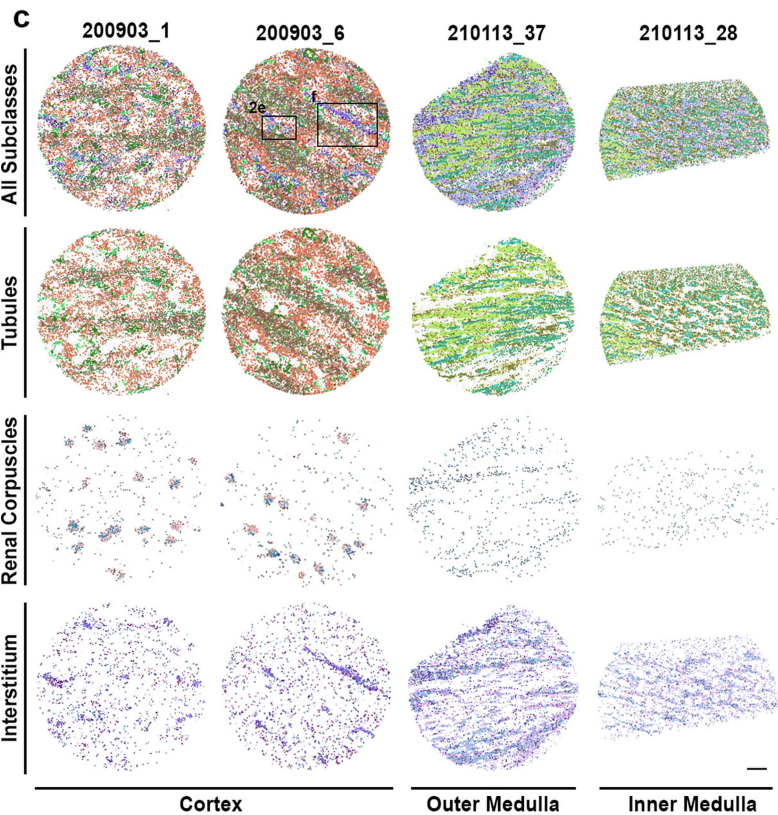 c
200903_1 200903_6 210113_37 210113_28
All Subclasses
2e f
Tubules
Renal Corpuscles
Interstitium
Cortex Outer Medulla Inner Medulla